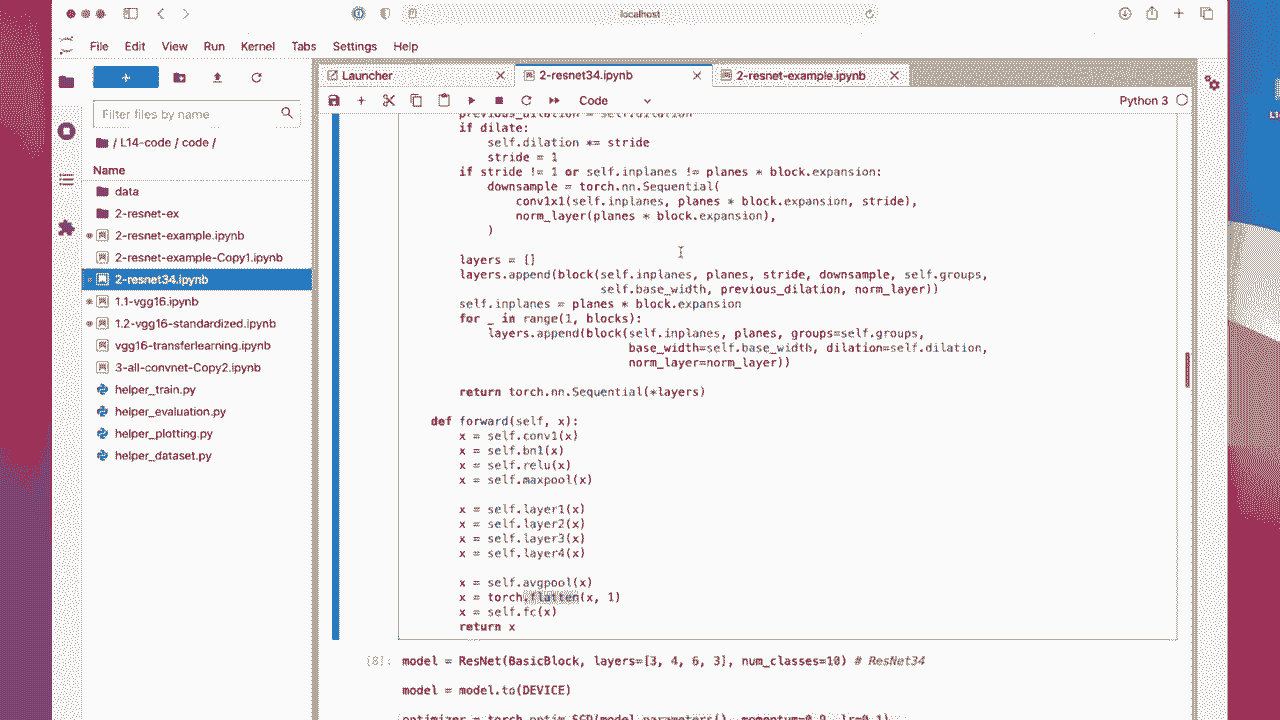 localhost
File Edit View Run Kernel Tabs Settings Help
Launcher
2-resnet34.ipynb
2-resnet-example.ipynb
Code
Python 3
Filter files by name
/ L14-code / code /
Name
data
2-resnet-ex
2-resnet-example.ipynb
2-resnet-example-Copy1.ipynb
2-resnet34.ipynb
1.1-vgg16.ipynb
1.2-vgg16-standardized.ipynb
vgg16-transferlearning.ipynb
3-all-convnet-Copy2.ipynb
helper_train.py
helper_evaluation.py
helper_plotting.py
helper_dataset.py
previous_dilation = self.dilation
if dilate:
self.dilation *= stride
stride = 1
if stride != 1 or self.inplanes != planes * block.expansion:
downsample = torch.nn.Sequential(
conv1x1(self.inplanes, planes * block.expansion, stride),
norm_layer(planes * block.expansion),
)
layers = []
layers.append(block(self.inplanes, planes, stride, downsample, self.groups,
self.base_width, previous_dilation, norm_layer))
self.inplanes = planes * block.expansion
for _ in range(1, blocks):
layers.append(block(self.inplanes, planes, groups=self.groups,
base_width=self.base_width, dilation=self.dilation,
norm_layer=norm_layer))
return torch.nn.Sequential(*layers)
def forward(self, x):
x = self.conv1(x)
x = self.bn1(x)
x = self.relu(x)
x = self.maxpool(x)
x = self.layer1(x)
x = self.layer2(x)
x = self.layer3(x)
x = self.layer4(x)
x = self.avgpool(x)
x = torch.flatten(x, 1)
x = self.fc(x)
return x
[8]: model = ResNet(BasicBlock, layers=[3, 4, 6, 3], num_classes=10) # ResNet34
model = model.to(DEVICE)
optimizer = torch.optim.SGD(model.parameters(), momentum=0.9, lr=0.1)